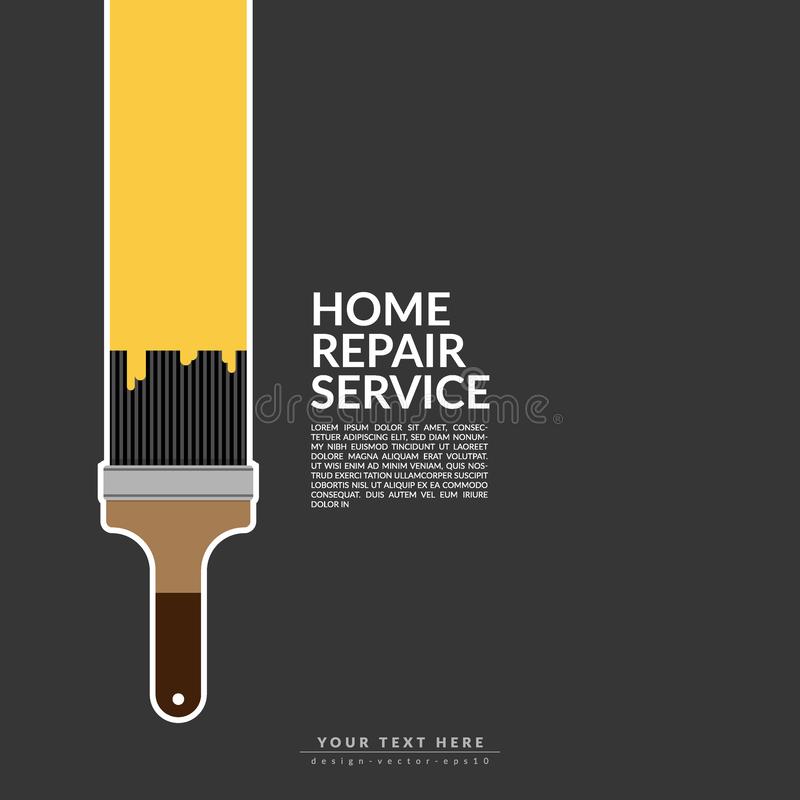 HOME
REPAIR
SERVICE
LOREM IPSUM DOLOR SIT AMET, CONSEC-
TETUER ADIPISCING ELIT, SED DIAM NONUM-
MY NIBH EUISMOD TINCIDUNT UT LAOREET
DOLORE MAGNA ALIQUAM ERAT VOLUTPAT.
UT WISI ENIM AD MINIM VENIAM, QUIS NOS-
TRUD EXERCI TATION ULLAMCORPER SUSCIPIT
LOBORTIS NISL UT ALIQUIP EX EA COMMODO
CONSEQUAT. DUIS AUTEM VEL EUM IRIURE
DOLOR IN
dreamstime®
YOUR TEXT HERE
design-vector-eps10